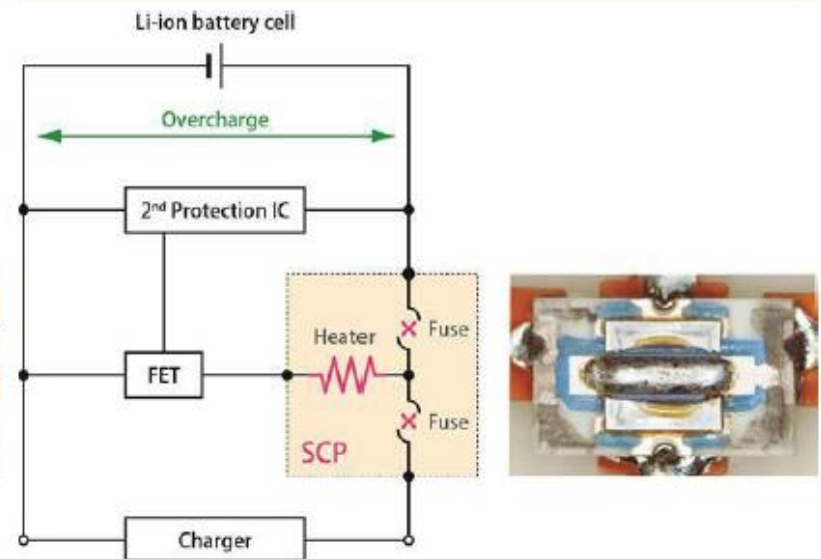 Li-ion battery cell
Overcharge
2nd Protection IC
Heater
Fuse
FET
Fuse
SCP
Charger